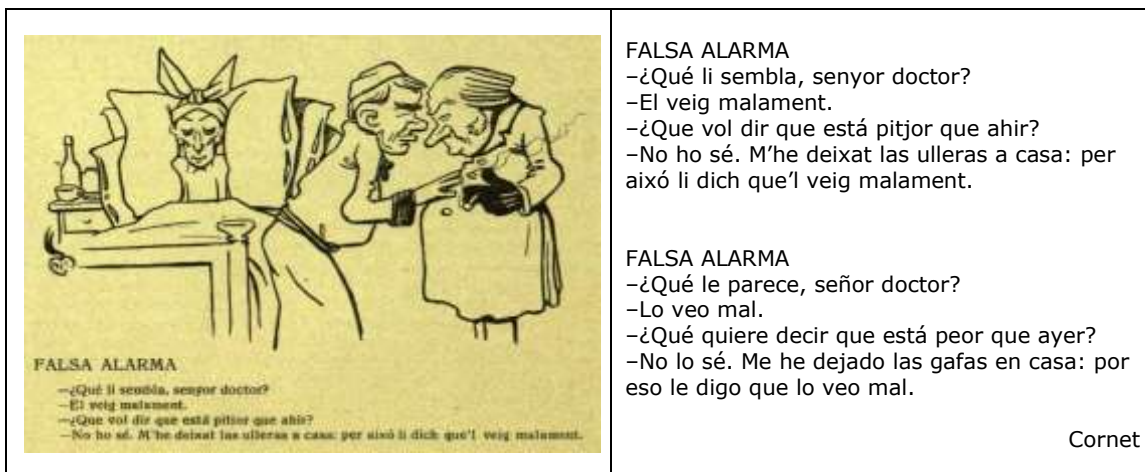 FALSA ALARMA
—¿Qué li sembla, senyor doctor?
—El veig malament.
—¿Que vol dir que está pitjor que ahir?
—No ho sé. M'he deixat las ulleras a casa: per aixó li dich que'l veig malament.
FALSA ALARMA
–¿Qué li sembla, senyor doctor?
–El veig malament.
–¿Que vol dir que está pitjor que ahir?
–No ho sé. M’he deixat las ulleras a casa: per
aixó li dich que’l veig malament.
FALSA ALARMA
–¿Qué le parece, señor doctor?
–Lo veo mal.
–¿Qué quiere decir que está peor que ayer?
–No lo sé. Me he dejado las gafas en casa: por
eso le digo que lo veo mal.
Cornet